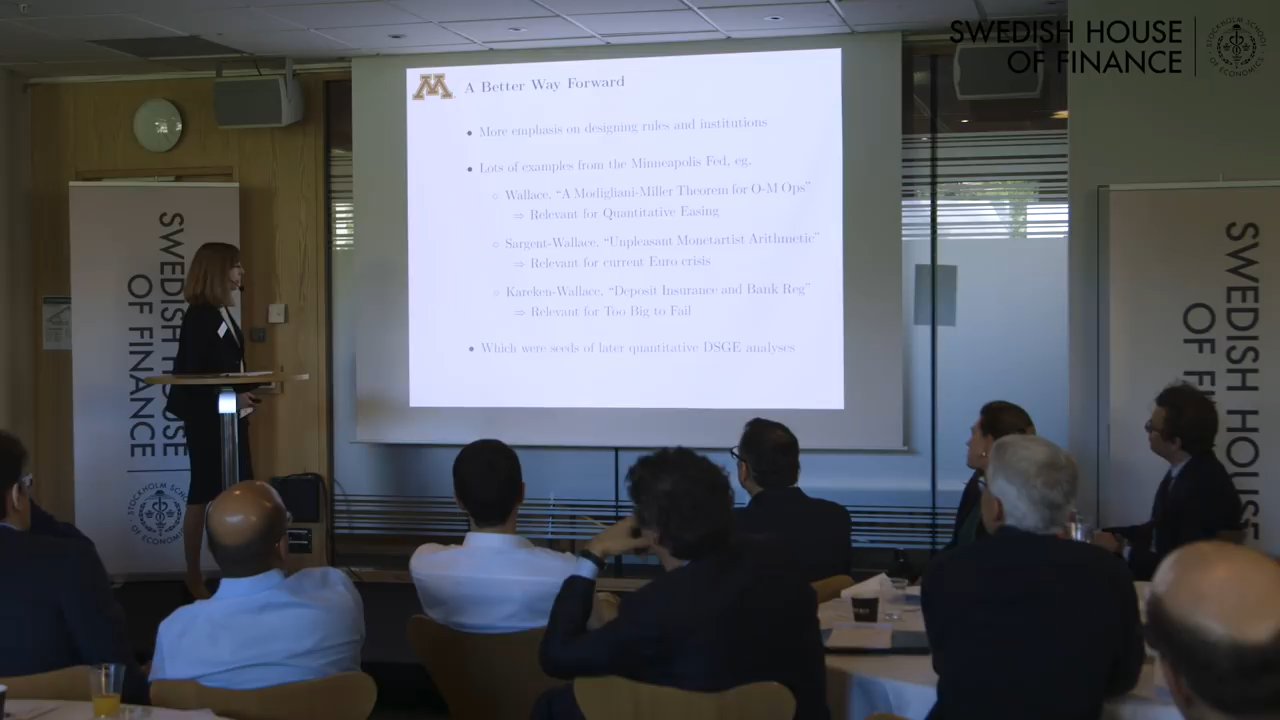 SWEDISH HOUSE
OF FINANCE
M
A Better Way Forward
• More emphasis on designing rules and institutions
• Lots of examples from the Minneapolis Fed, eg.
○ Wallace, “A Modigliani-Miller Theorem for O-M Ops”
⇒ Relevant for Quantitative Easing
○ Sargent-Wallace, “Unpleasant Monetartist Arithmetic”
⇒ Relevant for current Euro crisis
○ Kareken-Wallace, “Deposit Insurance and Bank Reg”
⇒ Relevant for Too Big to Fail
• Which were seeds of later quantitative DSGE analyses
SWEDISH HOUSE
OF FINANCE
SWEDISH HOUSE
OF FI